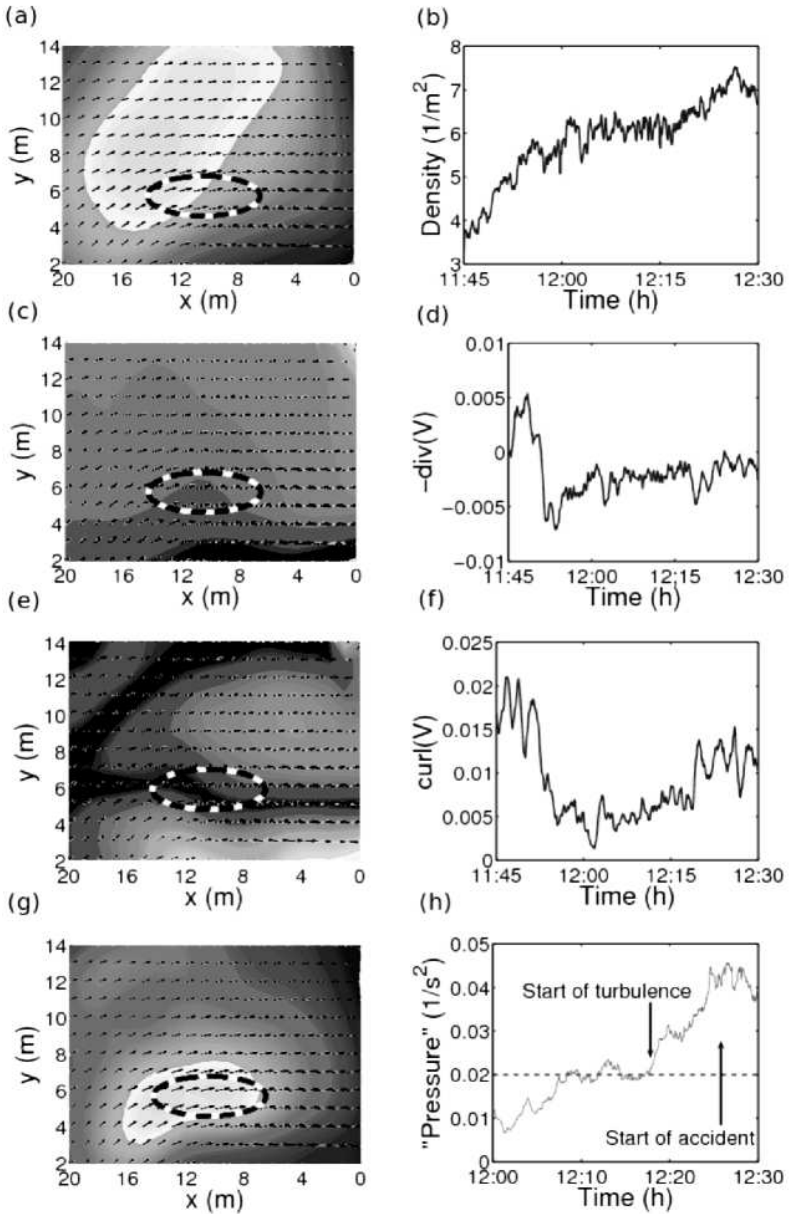 (a)
14
12
10
8
6
4
2
y (m)
20 16 12 8 4 0
x (m)
(b)
8
7
6
5
4
3
Density (1/m²)
11:45 12:00 12:15 12:30
Time (h)
(c)
14
12
10
8
6
4
2
y (m)
20 16 12 8 4 0
x (m)
(d)
0.01
0.005
0
−0.005
−0.01
−div(V)
11:45 12:00 12:15 12:30
Time (h)
(e)
14
12
10
8
6
4
2
y (m)
20 16 12 8 4 0
x (m)
(f)
0.025
0.02
0.015
0.01
0.005
0
curl(V)
11:45 12:00 12:15 12:30
Time (h)
(g)
14
12
10
8
6
4
2
y (m)
20 16 12 8 4 0
x (m)
(h)
0.05
0.04
0.03
0.02
0.01
0
"Pressure" (1/s²)
Start of turbulence
Start of accident
12:00 12:10 12:20 12:30
Time (h)